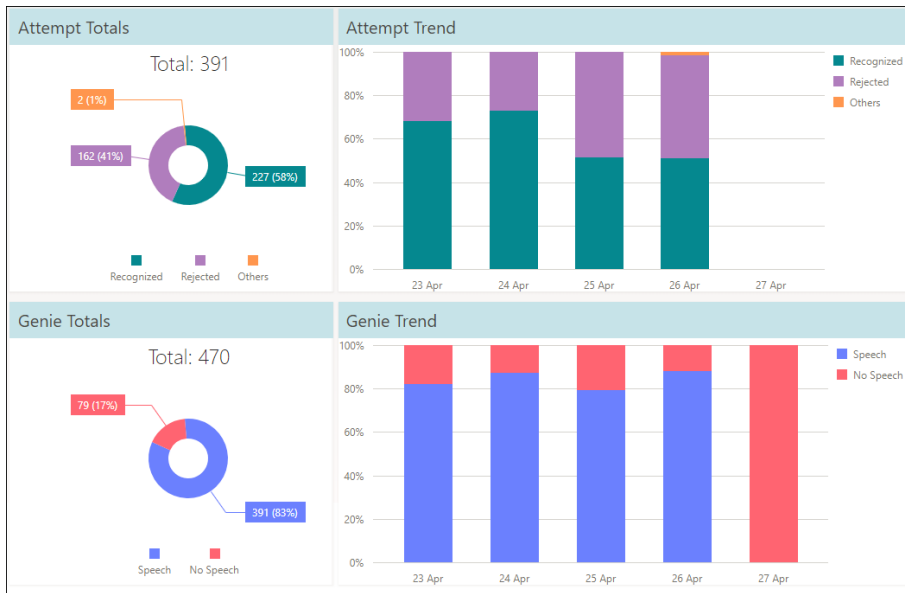 Attempt Totals
Total: 391
2 (1%)
162 (41%)
227 (58%)
Recognized Rejected Others
Attempt Trend
100%
80%
60%
40%
20%
0%
23 Apr 24 Apr 25 Apr 26 Apr 27 Apr
Recognized
Rejected
Others
Genie Totals
Total: 470
79 (17%)
391 (83%)
Speech No Speech
Genie Trend
100%
80%
60%
40%
20%
0%
23 Apr 24 Apr 25 Apr 26 Apr 27 Apr
Speech
No Speech